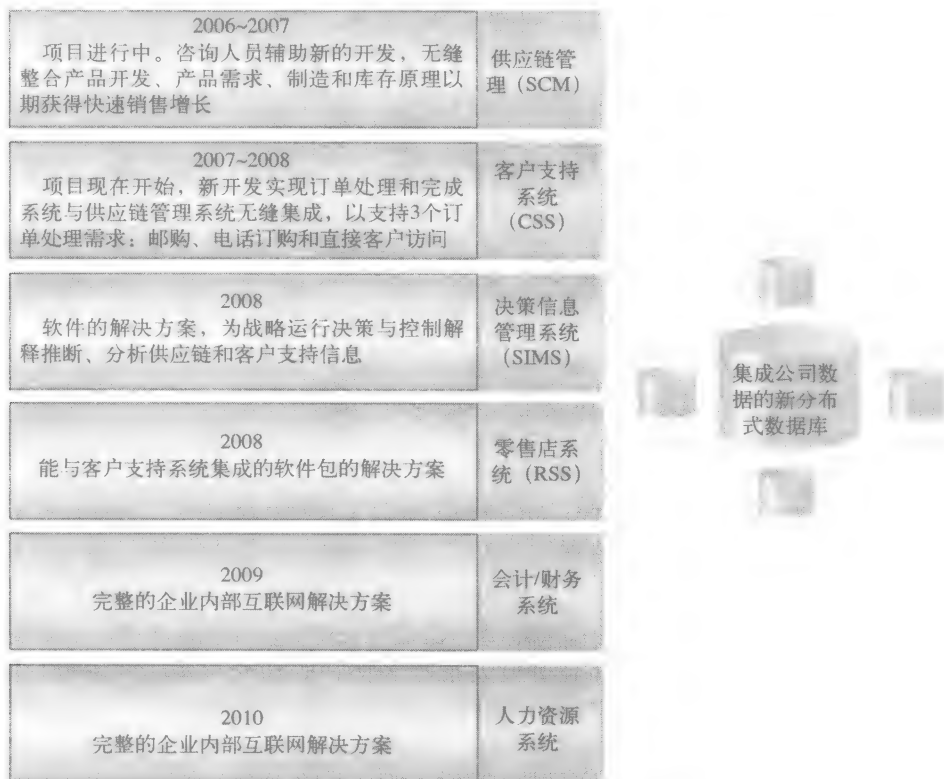 2006~2007
项目进行中。咨询人员辅助新的开发，无缝
整合产品开发、产品需求、制造和库存原理以
期获得快速销售增长
供应链管
理（SCM）
2007~2008
项目现在开始，新开发实现订单处理和完成
系统与供应链管理系统无缝集成，以支持3个订
单处理需求：邮购、电话订购和直接客户访问
客户支持
系统
（CSS）
2008
软件的解决方案，为战略运行决策与控制解
释推断、分析供应链和客户支持信息
决策信息
管理系统
（SIMS）
2008
能与客户支持系统集成的软件包的解决方案
零售店系
统（RSS）
2009
完整的企业内部互联网解决方案
会计/财务
系统
2010
完整的企业内部互联网解决方案
人力资源
系统
集成公司数
据的新分布
式数据库